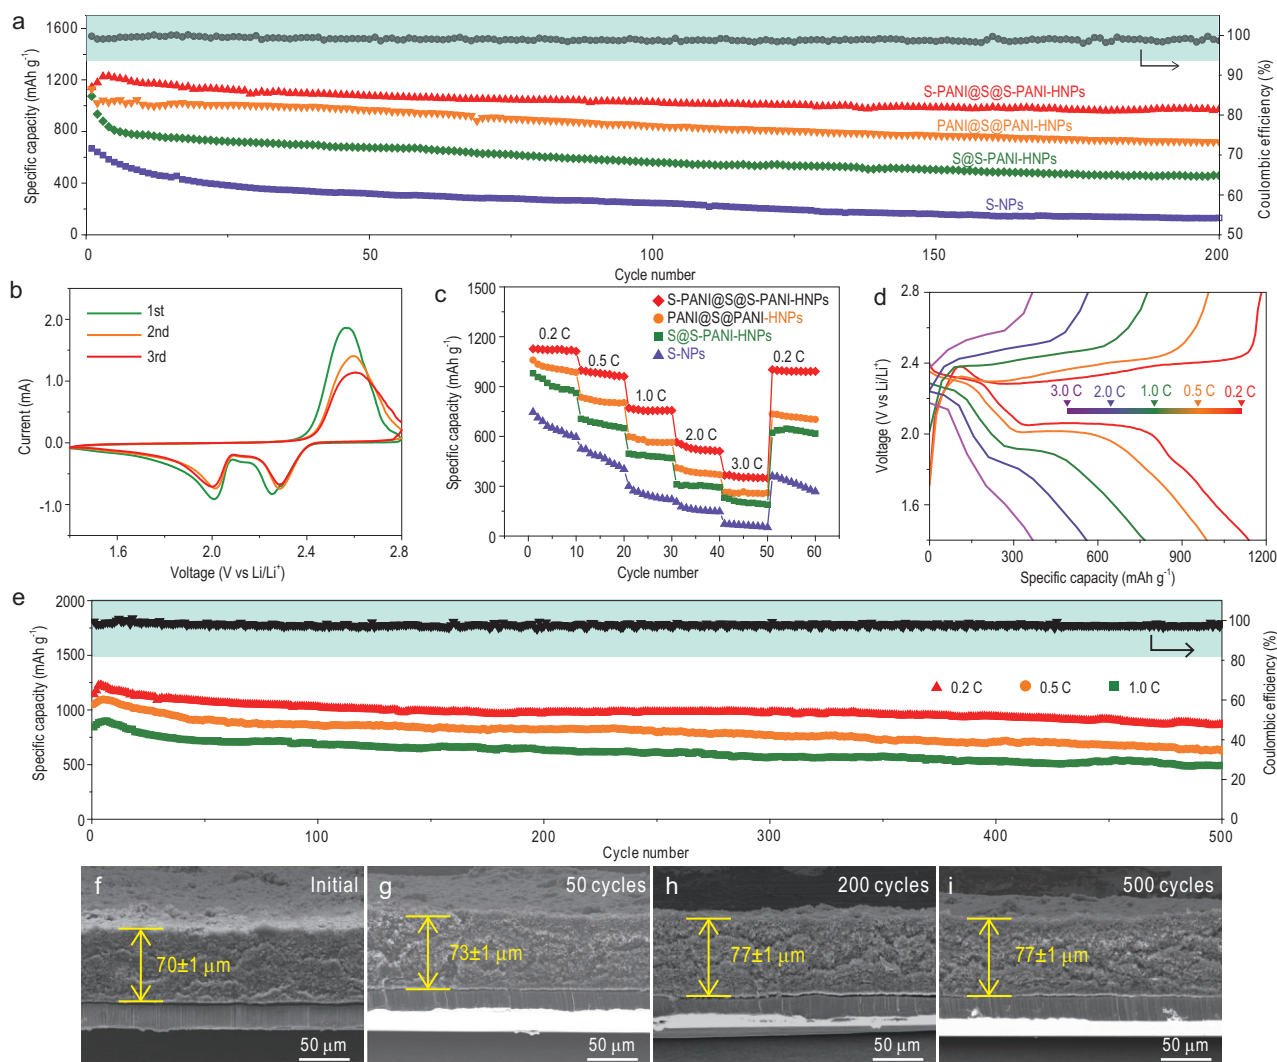 a
1600
1200
800
400
0
Specific capacity (mAh g⁻¹)
100
90
80
70
60
50
Coulombic efficiency (%)
S-PANI@S@S-PANI-HNPs
PANI@S@PANI-HNPs
S@S-PANI-HNPs
S-NPs
0 50 100 150 200
Cycle number
b
1st
2nd
3rd
2.0
1.0
0.0
-1.0
Current (mA)
1.6 2.0 2.4 2.8
Voltage (V vs Li/Li⁺)
c
1500
1200
900
600
300
0
Specific capacity (mAh g⁻¹)
S-PANI@S@S-PANI-HNPs
PANI@S@PANI-HNPs
S@S-PANI-HNPs
S-NPs
0.2 C
0.5 C
1.0 C
2.0 C
3.0 C
0.2 C
0 10 20 30 40 50 60
Cycle number
d
2.8
2.4
2.0
1.6
Voltage (V vs Li/Li⁺)
3.0 C 2.0 C 1.0 C 0.5 C 0.2 C
0 300 600 900 1200
Specific capacity (mAh g⁻¹)
e
2000
1500
1000
500
0
Specific capacity (mAh g⁻¹)
100
80
60
40
20
0
Coulombic efficiency (%)
0.2 C 0.5 C 1.0 C
0 100 200 300 400 500
Cycle number
f Initial
70±1 μm
50 μm
g 50 cycles
73±1 μm
50 μm
h 200 cycles
77±1 μm
50 μm
i 500 cycles
77±1 μm
50 μm